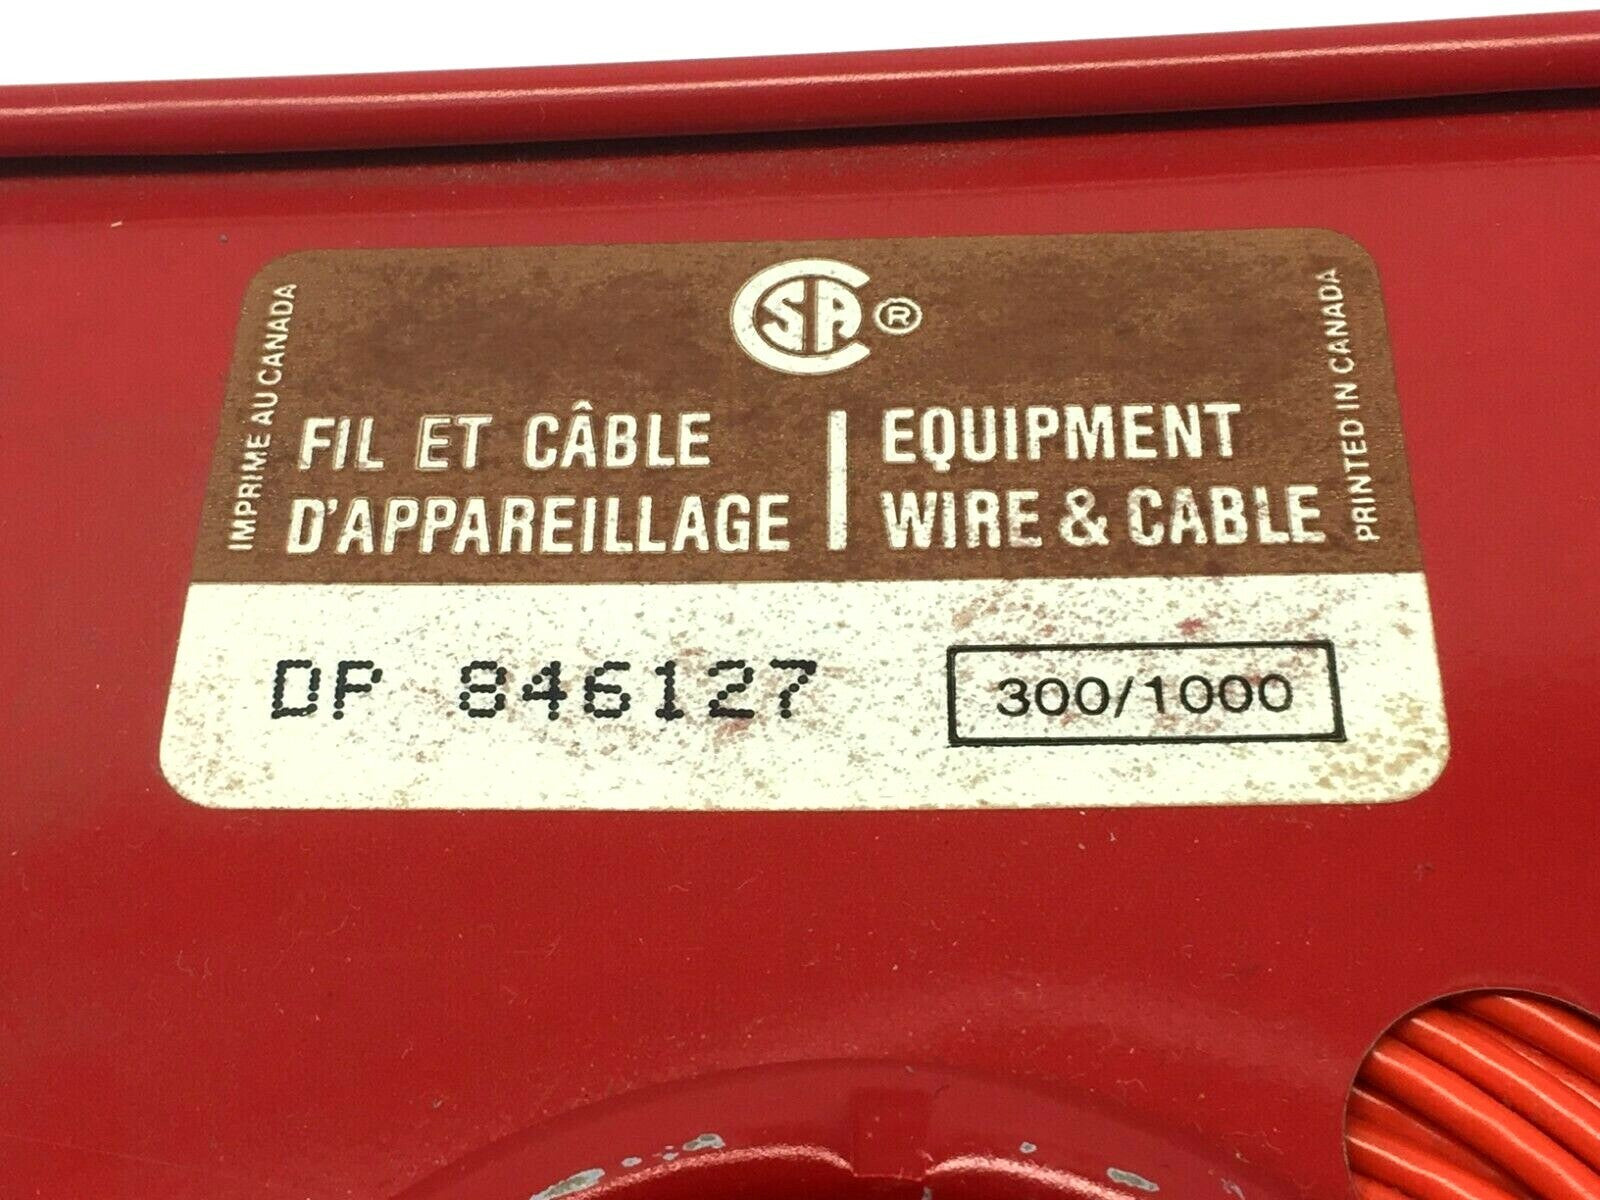 CSA ®
IMPRIME AU CANADA
FIL ET CÂBLE
D'APPAREILLAGE
EQUIPMENT
WIRE & CABLE
PRINTED IN CANADA
DP 846127
300/1000